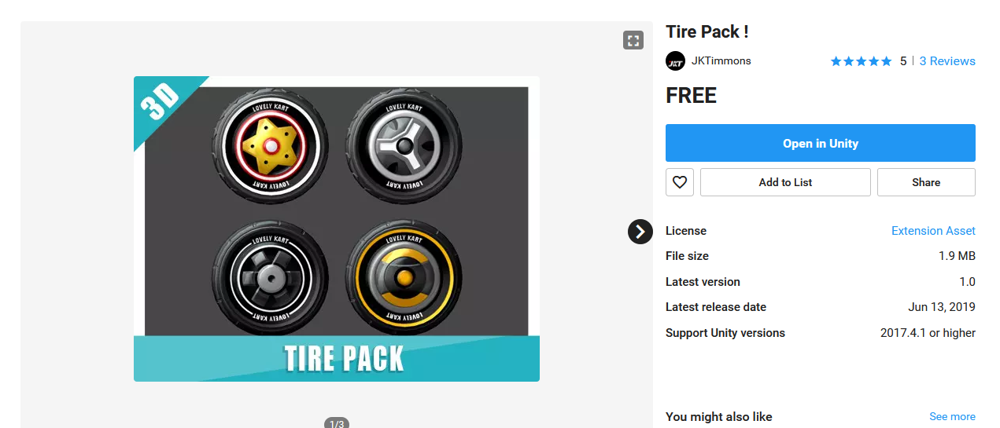 Tire Pack !
JKT
JKTimmons
5 | 3 Reviews
FREE
Open in Unity
Add to List
Share
License
Extension Asset
File size
1.9 MB
Latest version
1.0
Latest release date
Jun 13, 2019
Support Unity versions
2017.4.1 or higher
You might also like
See more
3D
LOVELY KART
LOVELY KART
LOVELY KART
LOVELY KART
LOVELY KART
LOVELY KART
LOVELY KART
LOVELY KART
TIRE PACK
1/3